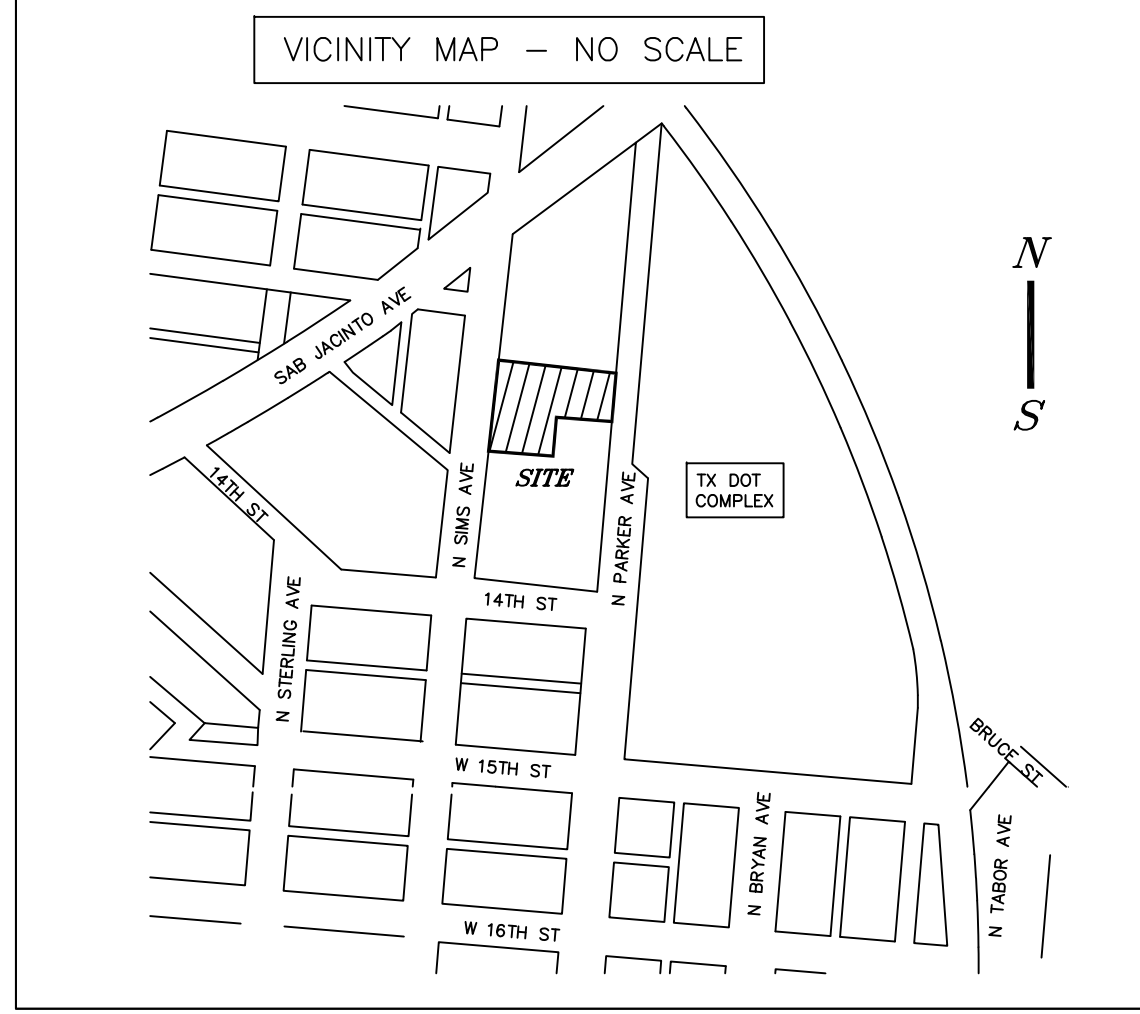 VICINITY MAP - NO SCALE
N
S
SAB JACINTO AVE
14TH ST
N SIMS AVE
SITE
N PARKER AVE
TX DOT
COMPLEX
N STERLING AVE
14TH ST
BRUCE ST
W 15TH ST
N BRYAN AVE
N TABOR AVE
W 16TH ST